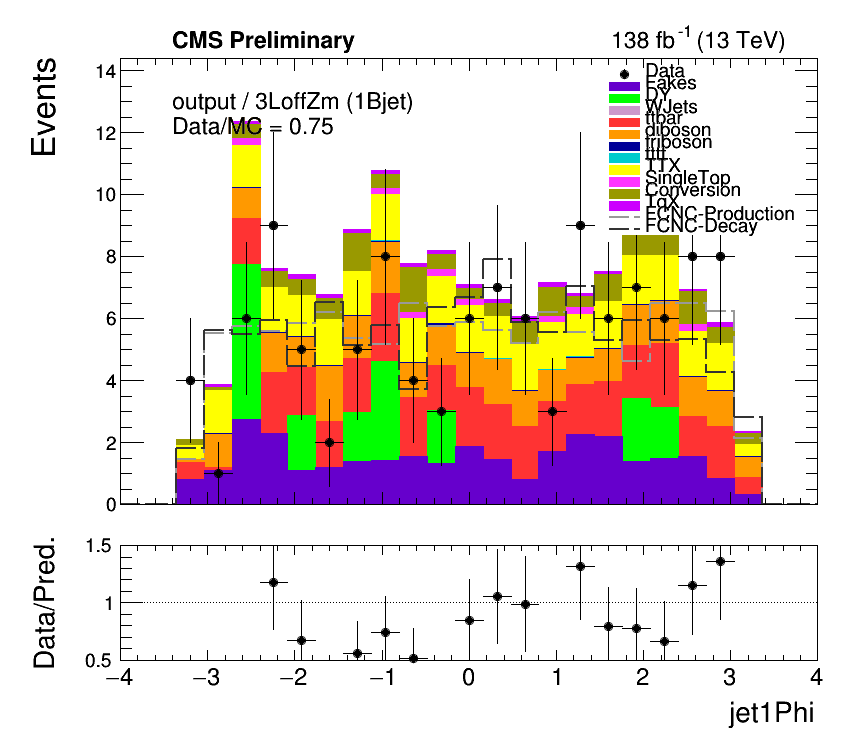 CMS Preliminary
138 fb-1 (13 TeV)
Events
14
12
10
8
6
4
2
0
output / 3LoffZm (1Bjet)
Data/MC = 0.75
Data
Fakes
DY
WJets
ttbar
diboson
triboson
tttt
TTX
SingleTop
Conversion
TqX
FCNC-Production
FCNC-Decay
Data/Pred.
1.5
1
0.5
−4 −3 −2 −1 0 1 2 3 4
jet1Phi